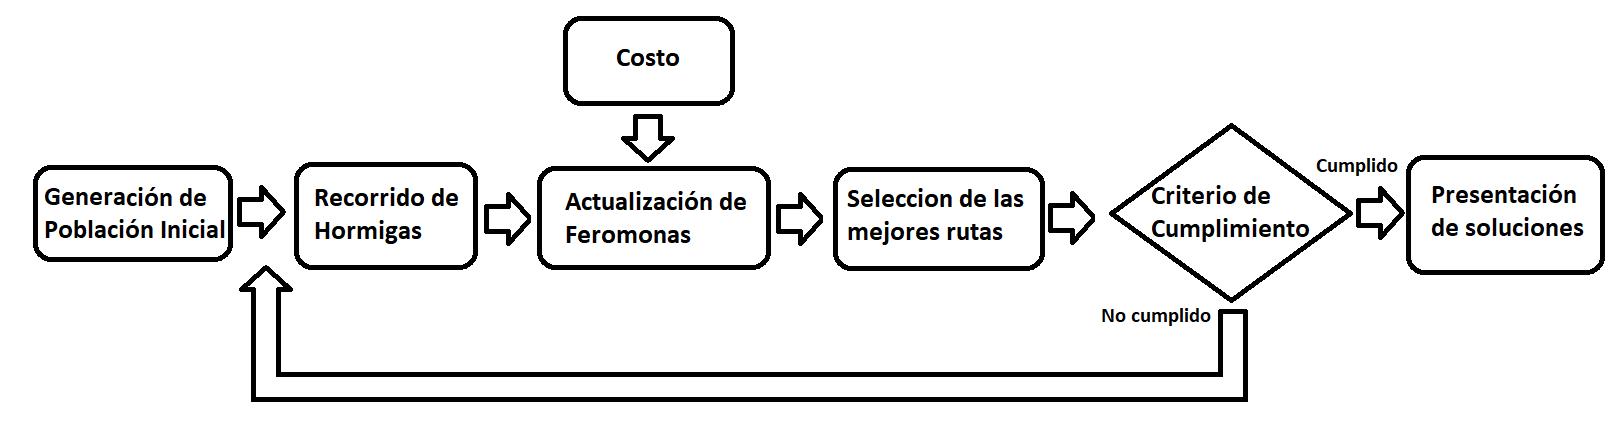 Costo
Generación de
Población Inicial
Recorrido de
Hormigas
Actualización de
Feromonas
Seleccion de las
mejores rutas
Criterio de
Cumplimiento
Cumplido
Presentación
de soluciones
No cumplido